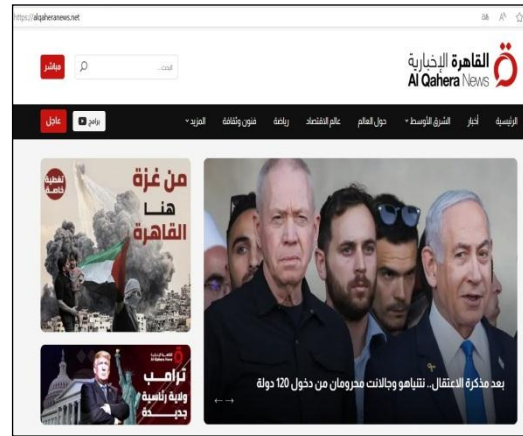 https://alqaheranews.net
القاهرة الإخبارية
Al Qahera News
ابحث...
مباشر
الرئيسية
أخبار
الشرق الأوسط
حول العالم
عالم الاقتصاد
رياضة
فنون وثقافة
المزيد
برامج
عاجل
بعد مذكرة الاعتقال.. نتنياهو وجالانت محرومان من دخول 120 دولة
تغطية
خاصة
من غزة
هنا
القاهرة
ترامب
ولاية رئاسية
جديدة